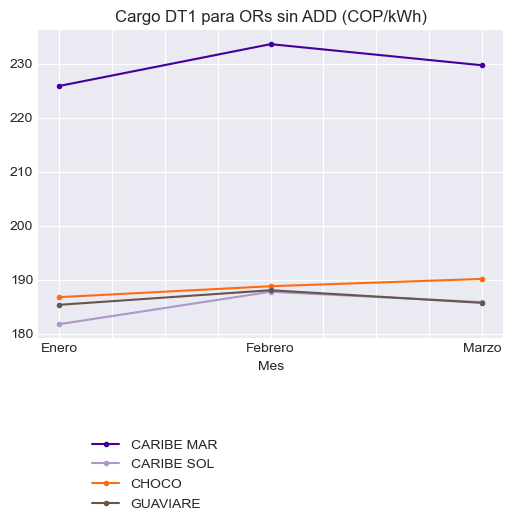 Cargo DT1 para ORs sin ADD (COP/kWh)
230
220
210
200
190
180
Enero Febrero Marzo
Mes
CARIBE MAR
CARIBE SOL
CHOCO
GUAVIARE